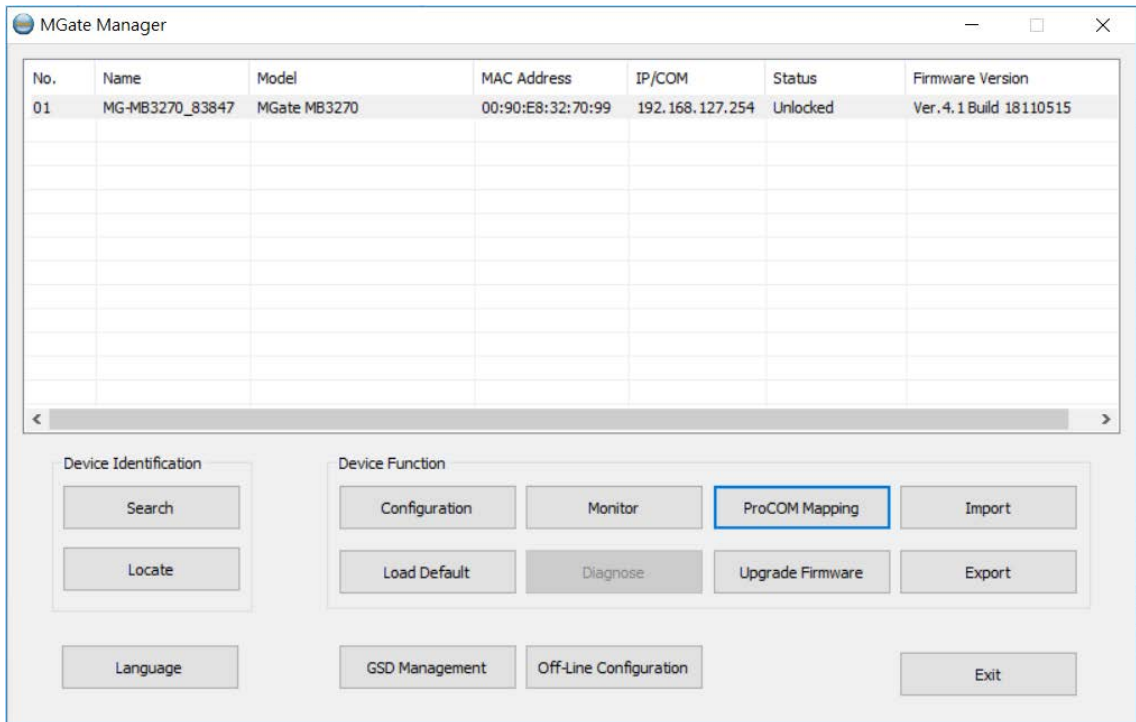 MGate Manager
No. Name Model MAC Address IP/COM Status Firmware Version
01 MG-MB3270_83847 MGate MB3270 00:90:E8:32:70:99 192.168.127.254 Unlocked Ver.4.1 Build 18110515
Device Identification Device Function
Search Configuration Monitor ProCOM Mapping Import
Locate Load Default Diagnose Upgrade Firmware Export
Language GSD Management Off-Line Configuration Exit